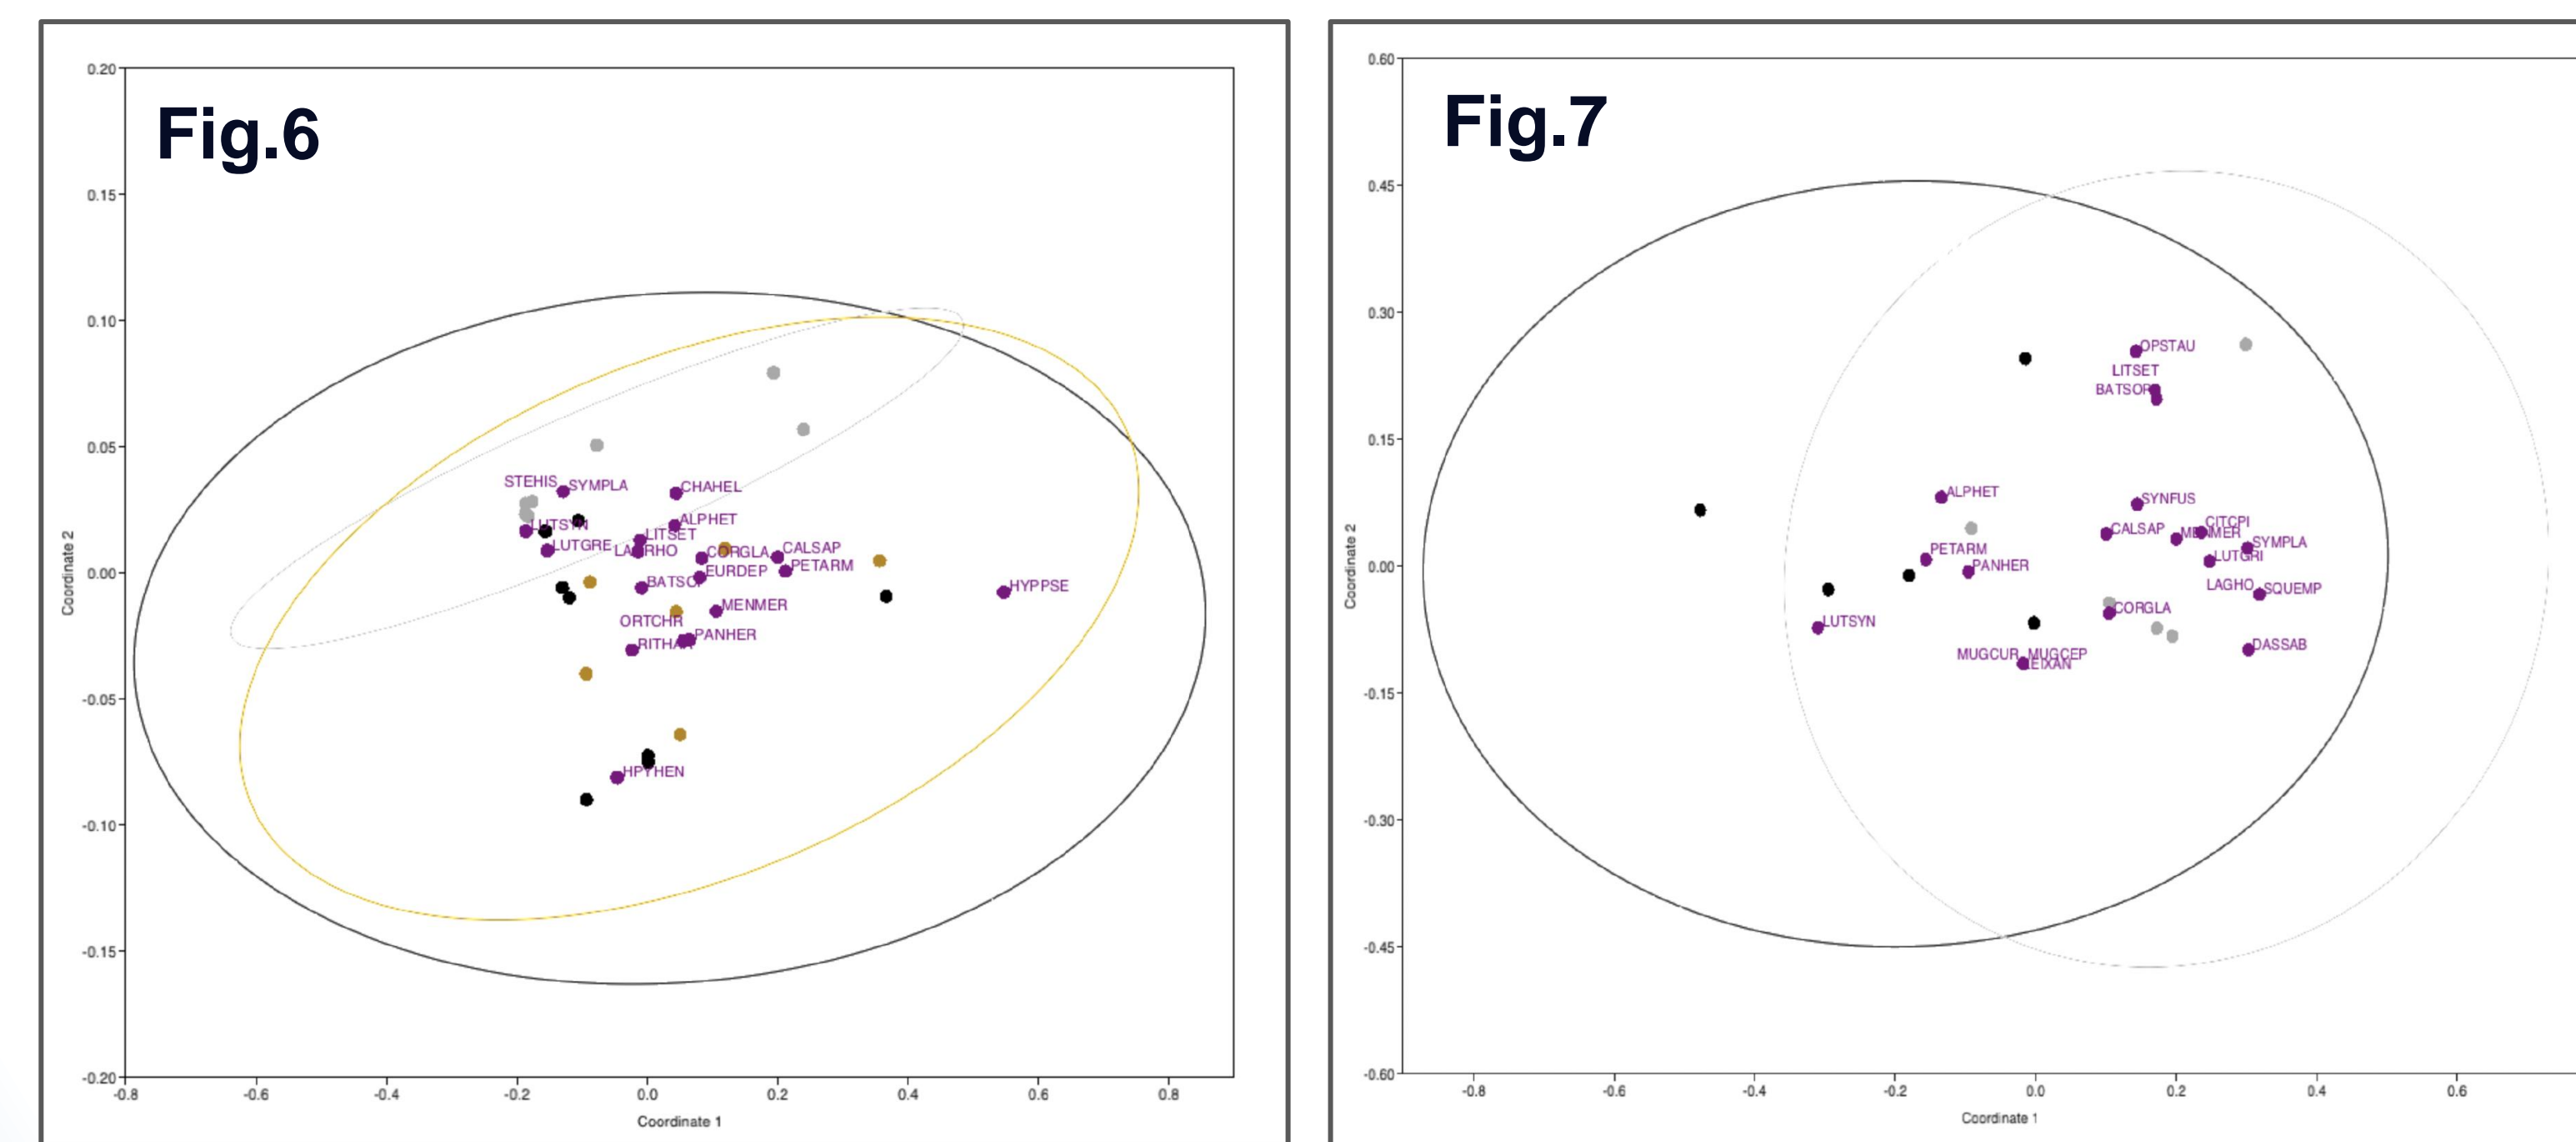 Fig.6
0.20
0.15
0.10
0.05
0.00
-0.05
-0.10
-0.15
-0.20
Coordinate 2
STEHIS SYMPLA
CHAHEL
LUTSYN
ALPHET
LITSET
LUTGRE
CORGLA
CALSAP
EURDEP
PETARM
HYPPSE
MENMER
ORTCHR
PANHER
HPYHEN
-0.8 -0.6 -0.4 -0.2 0.0 0.2 0.4 0.6 0.8
Coordinate 1
Fig.7
0.60
0.45
0.30
0.15
0.00
-0.15
-0.30
-0.45
-0.60
Coordinate 2
OPSTAU
LITSET
BATSOR
ALPHET
SYNFUS
CITCPI
CALSAP
SYMPLA
PETARM
LUTGRI
PANHER
LAGHO SQUEMP
CORGLA
LUTSYN
DASSAB
MUGCUR MUGCEP
-0.8 -0.6 -0.4 -0.2 0.0 0.2 0.4 0.6
Coordinate 1